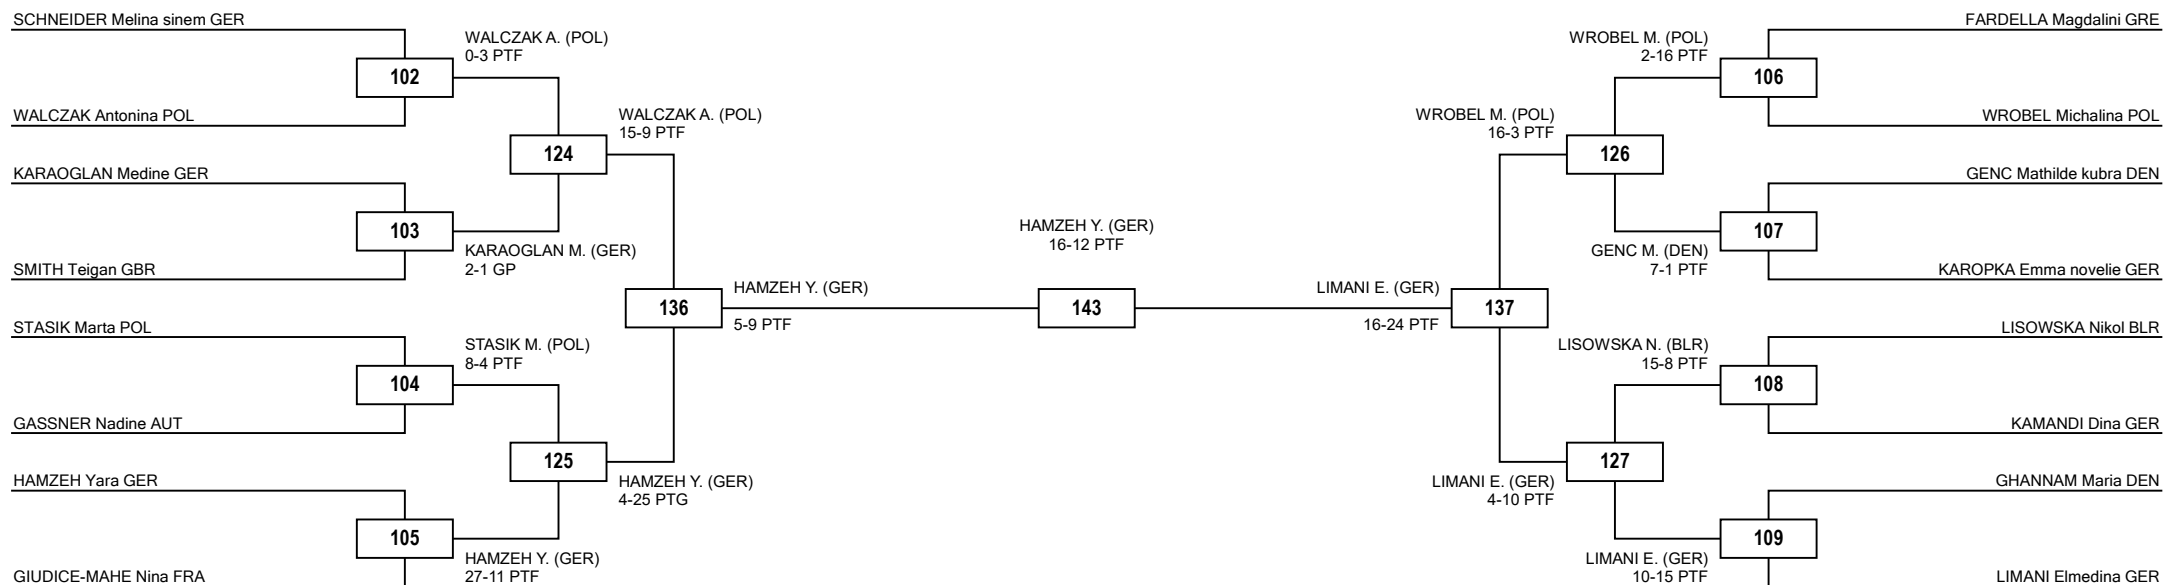 SCHNEIDER Melina sinem GER
WALCZAK A. (POL)
0-3 PTF
102
WALCZAK Antonina POL
WALCZAK A. (POL)
15-9 PTF
124
KARAOGLAN Medine GER
103
KARAOGLAN M. (GER)
2-1 GP
SMITH Teigan GBR
136
HAMZEH Y. (GER)
5-9 PTF
STASIK Marta POL
STASIK M. (POL)
8-4 PTF
104
GASSNER Nadine AUT
125
HAMZEH Y. (GER)
4-25 PTG
HAMZEH Yara GER
105
HAMZEH Y. (GER)
27-11 PTF
GIUDICE-MAHE Nina FRA
HAMZEH Y. (GER)
16-12 PTF
143
FARDELLA Magdalini GRE
WROBEL M. (POL)
2-16 PTF
106
WROBEL Michalina POL
WROBEL M. (POL)
16-3 PTF
126
GENC Mathilde kubra DEN
107
GENC M. (DEN)
7-1 PTF
KAROPKA Emma novelie GER
LIMANI E. (GER)
16-24 PTF
137
LISOWSKA Nikol BLR
LISOWSKA N. (BLR)
15-8 PTF
108
KAMANDI Dina GER
127
LIMANI E. (GER)
4-10 PTF
GHANNAM Maria DEN
109
LIMANI E. (GER)
10-15 PTF
LIMANI Elmedina GER